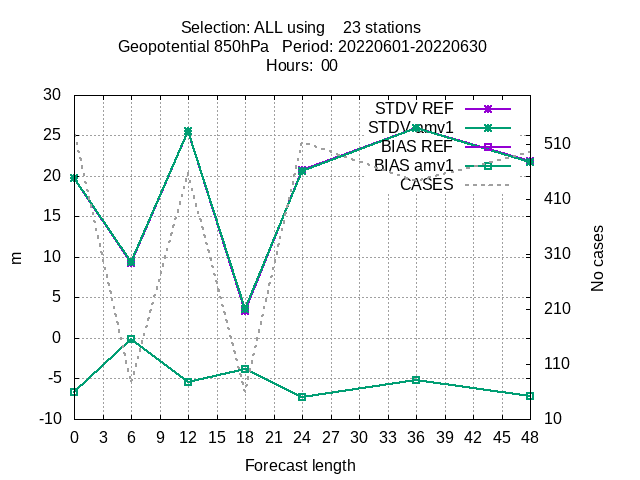 Selection: ALL using    23 stations
Geopotential 850hPa   Period: 20220601-20220630
Hours:  00
STDV REF
STDV amv1
BIAS REF
BIAS amv1
CASES
30
25
20
15
10
5
0
-5
-10
m
510
410
310
210
110
10
No cases
0 3 6 9 12 15 18 21 24 27 30 33 36 39 42 45 48
Forecast length